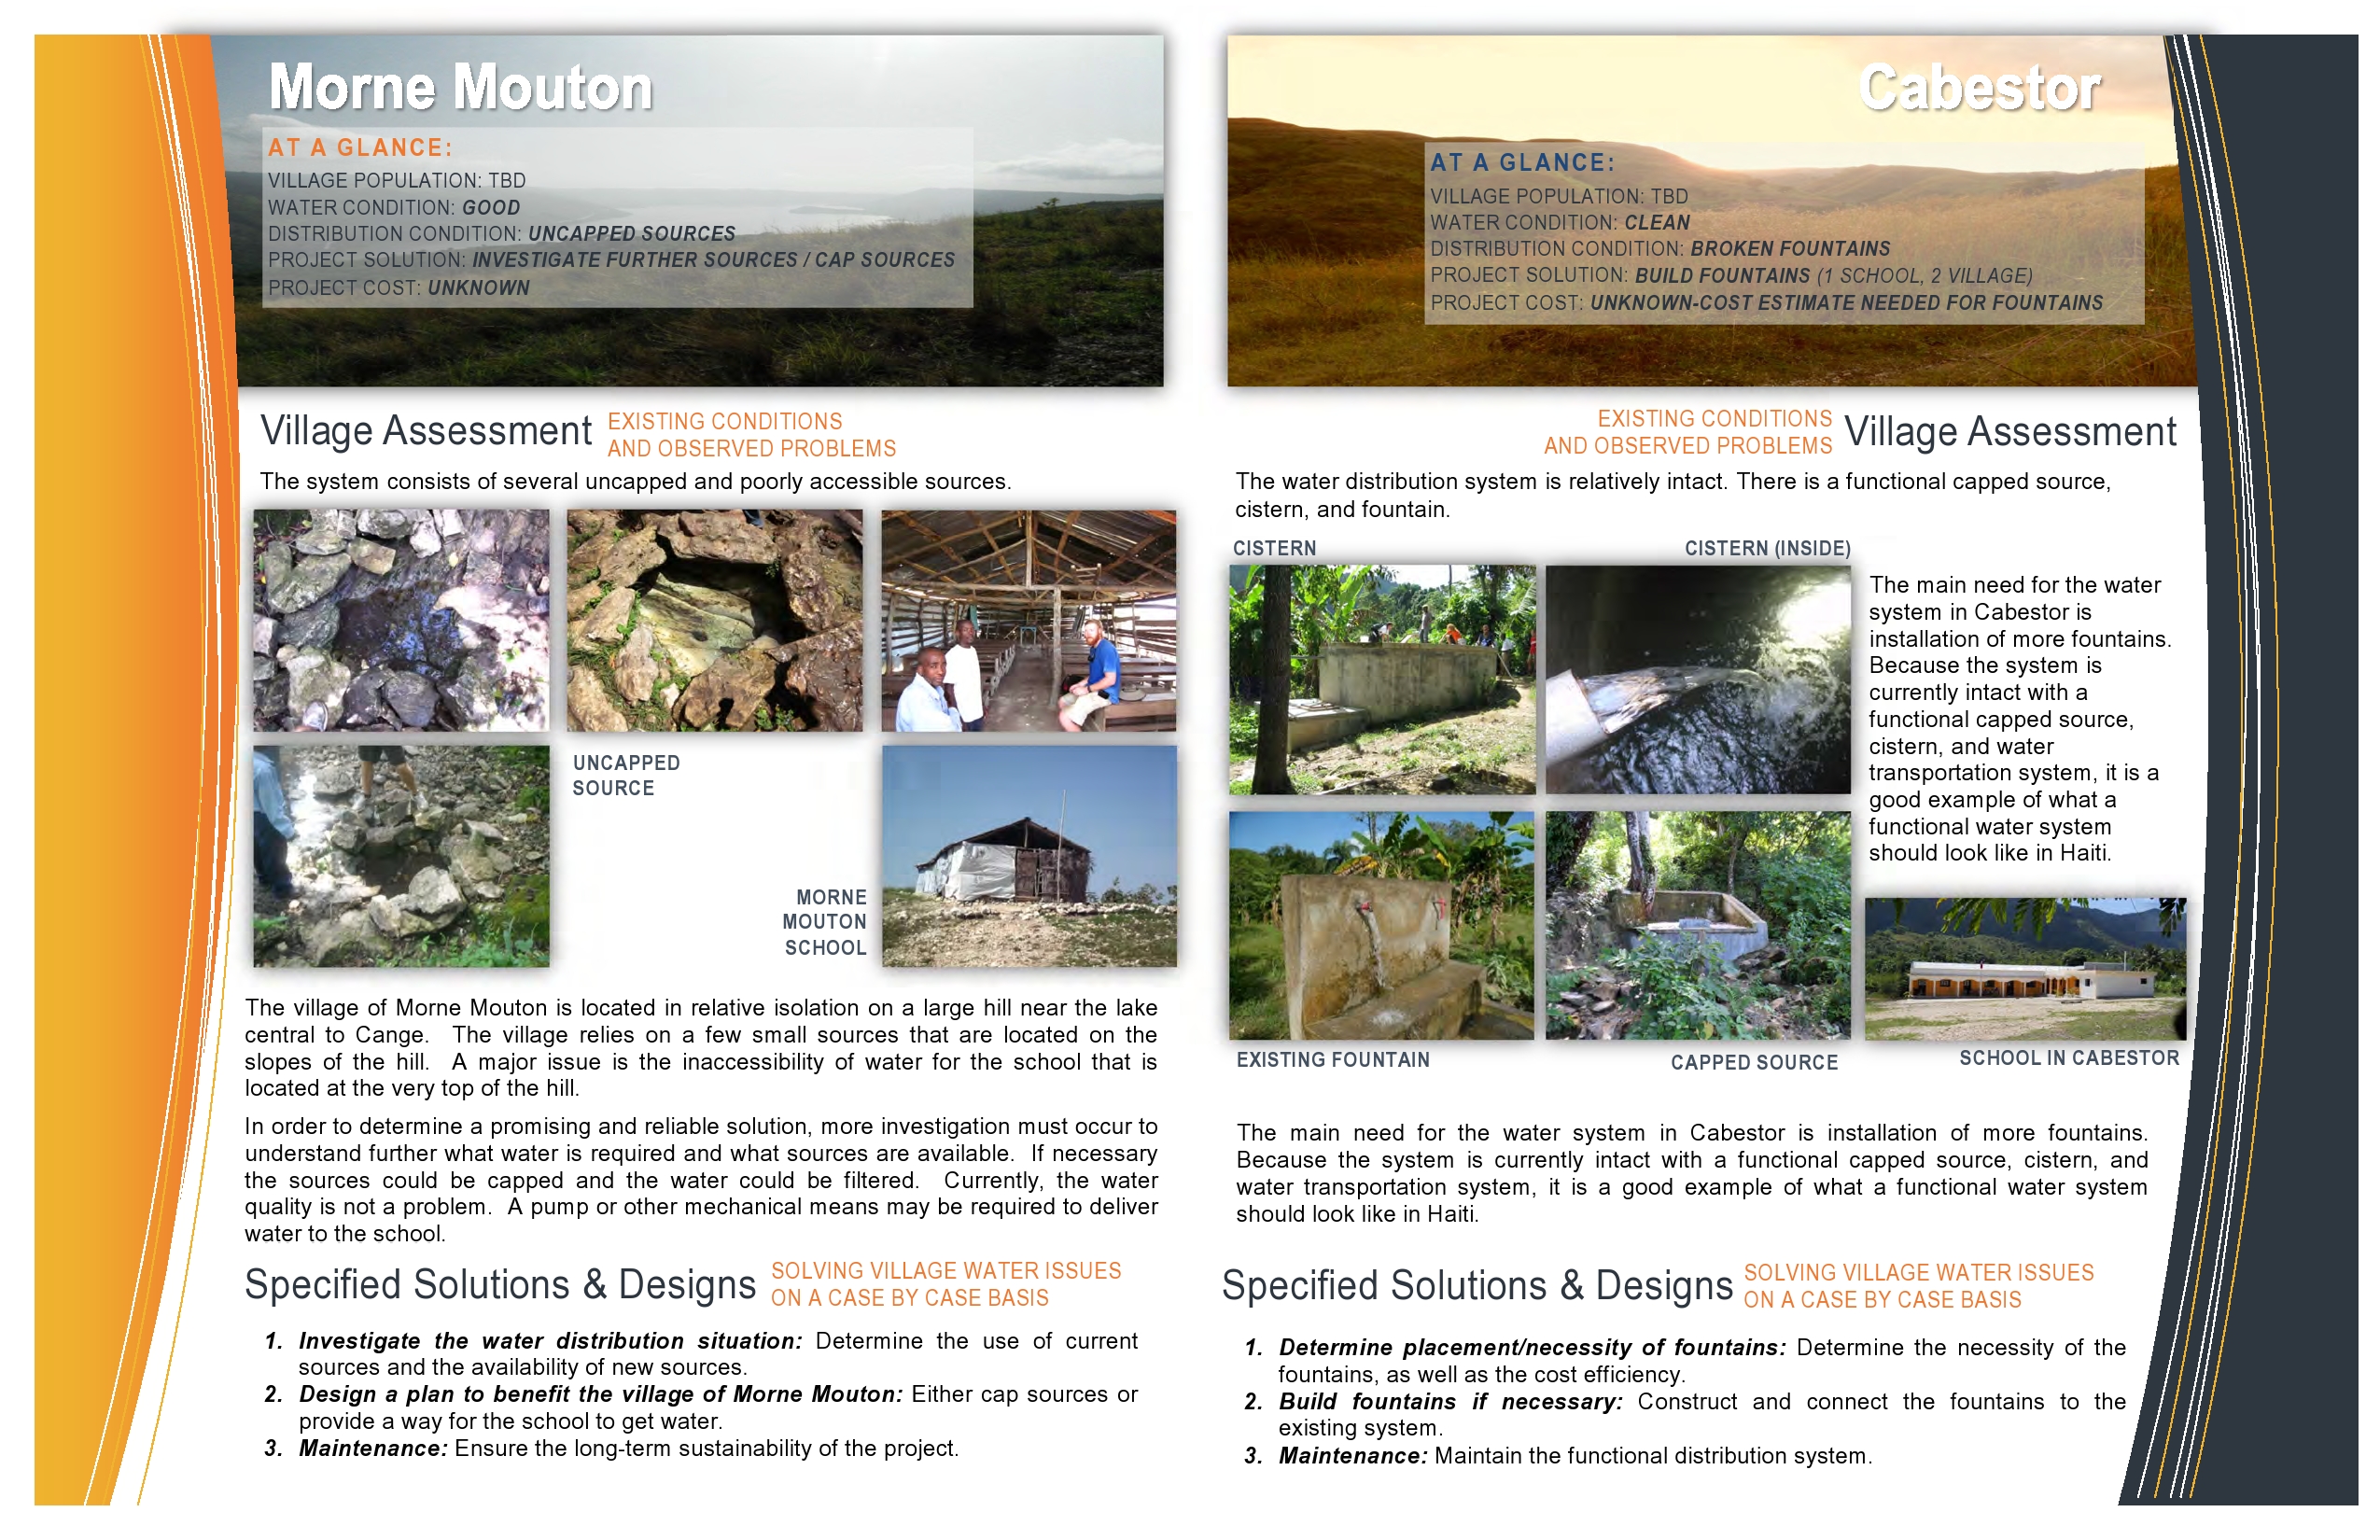 Morne Mouton
AT A GLANCE:
VILLAGE POPULATION: TBD
WATER CONDITION: GOOD
DISTRIBUTION CONDITION: UNCAPPED SOURCES
PROJECT SOLUTION: INVESTIGATE FURTHER SOURCES / CAP SOURCES
PROJECT COST: UNKNOWN
Village Assessment
EXISTING CONDITIONS
AND OBSERVED PROBLEMS
The system consists of several uncapped and poorly accessible sources.
UNCAPPED
SOURCE
MORNE
MOUTON
SCHOOL
The village of Morne Mouton is located in relative isolation on a large hill near the lake
central to Cange. The village relies on a few small sources that are located on the
slopes of the hill. A major issue is the inaccessibility of water for the school that is
located at the very top of the hill.
In order to determine a promising and reliable solution, more investigation must occur to
understand further what water is required and what sources are available. If necessary
the sources could be capped and the water could be filtered. Currently, the water
quality is not a problem. A pump or other mechanical means may be required to deliver
water to the school.
Specified Solutions & Designs
SOLVING VILLAGE WATER ISSUES
ON A CASE BY CASE BASIS
1. Investigate the water distribution situation: Determine the use of current
sources and the availability of new sources.
2. Design a plan to benefit the village of Morne Mouton: Either cap sources or
provide a way for the school to get water.
3. Maintenance: Ensure the long-term sustainability of the project.
Cabestor
AT A GLANCE:
VILLAGE POPULATION: TBD
WATER CONDITION: CLEAN
DISTRIBUTION CONDITION: BROKEN FOUNTAINS
PROJECT SOLUTION: BUILD FOUNTAINS (1 SCHOOL, 2 VILLAGE)
PROJECT COST: UNKNOWN-COST ESTIMATE NEEDED FOR FOUNTAINS
EXISTING CONDITIONS
AND OBSERVED PROBLEMS
Village Assessment
The water distribution system is relatively intact. There is a functional capped source,
cistern, and fountain.
CISTERN
CISTERN (INSIDE)
The main need for the water
system in Cabestor is
installation of more fountains.
Because the system is
currently intact with a
functional capped source,
cistern, and water
transportation system, it is a
good example of what a
functional water system
should look like in Haiti.
EXISTING FOUNTAIN
CAPPED SOURCE
SCHOOL IN CABESTOR
The main need for the water system in Cabestor is installation of more fountains.
Because the system is currently intact with a functional capped source, cistern, and
water transportation system, it is a good example of what a functional water system
should look like in Haiti.
Specified Solutions & Designs
SOLVING VILLAGE WATER ISSUES
ON A CASE BY CASE BASIS
1. Determine placement/necessity of fountains: Determine the necessity of the
fountains, as well as the cost efficiency.
2. Build fountains if necessary: Construct and connect the fountains to the
existing system.
3. Maintenance: Maintain the functional distribution system.